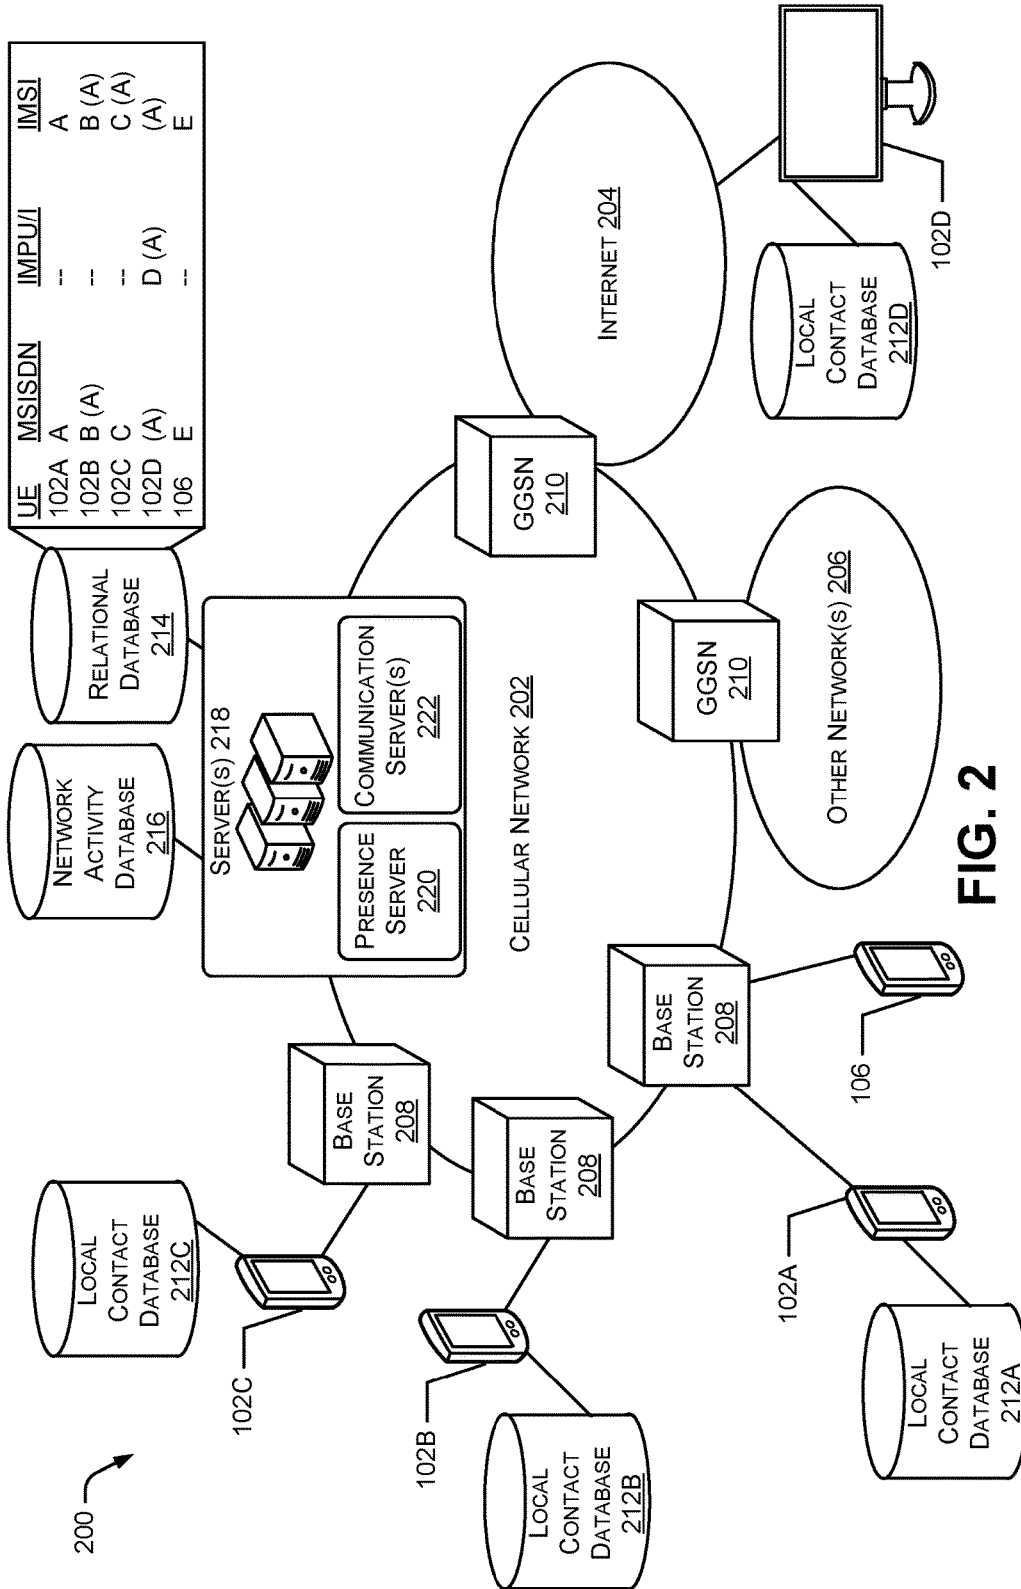 200
LOCAL
CONTACT
DATABASE
212C
102C
NETWORK
ACTIVITY
DATABASE
216
RELATIONAL
DATABASE
214
UE MSISDN IMPU/I IMSI
102A A -- A
102B B (A) -- B (A)
102C C -- C (A)
102D (A) D (A) (A)
106 E -- E
SERVER(S) 218
PRESENCE
SERVER
220
COMMUNICATION
SERVER(S)
222
BASE
STATION
208
102B
LOCAL
CONTACT
DATABASE
212B
BASE
STATION
208
CELLULAR NETWORK 202
GGSN
210
INTERNET 204
BASE
STATION
208
GGSN
210
102A
LOCAL
CONTACT
DATABASE
212A
106
OTHER NETWORK(S) 206
LOCAL
CONTACT
DATABASE
212D
102D
FIG. 2